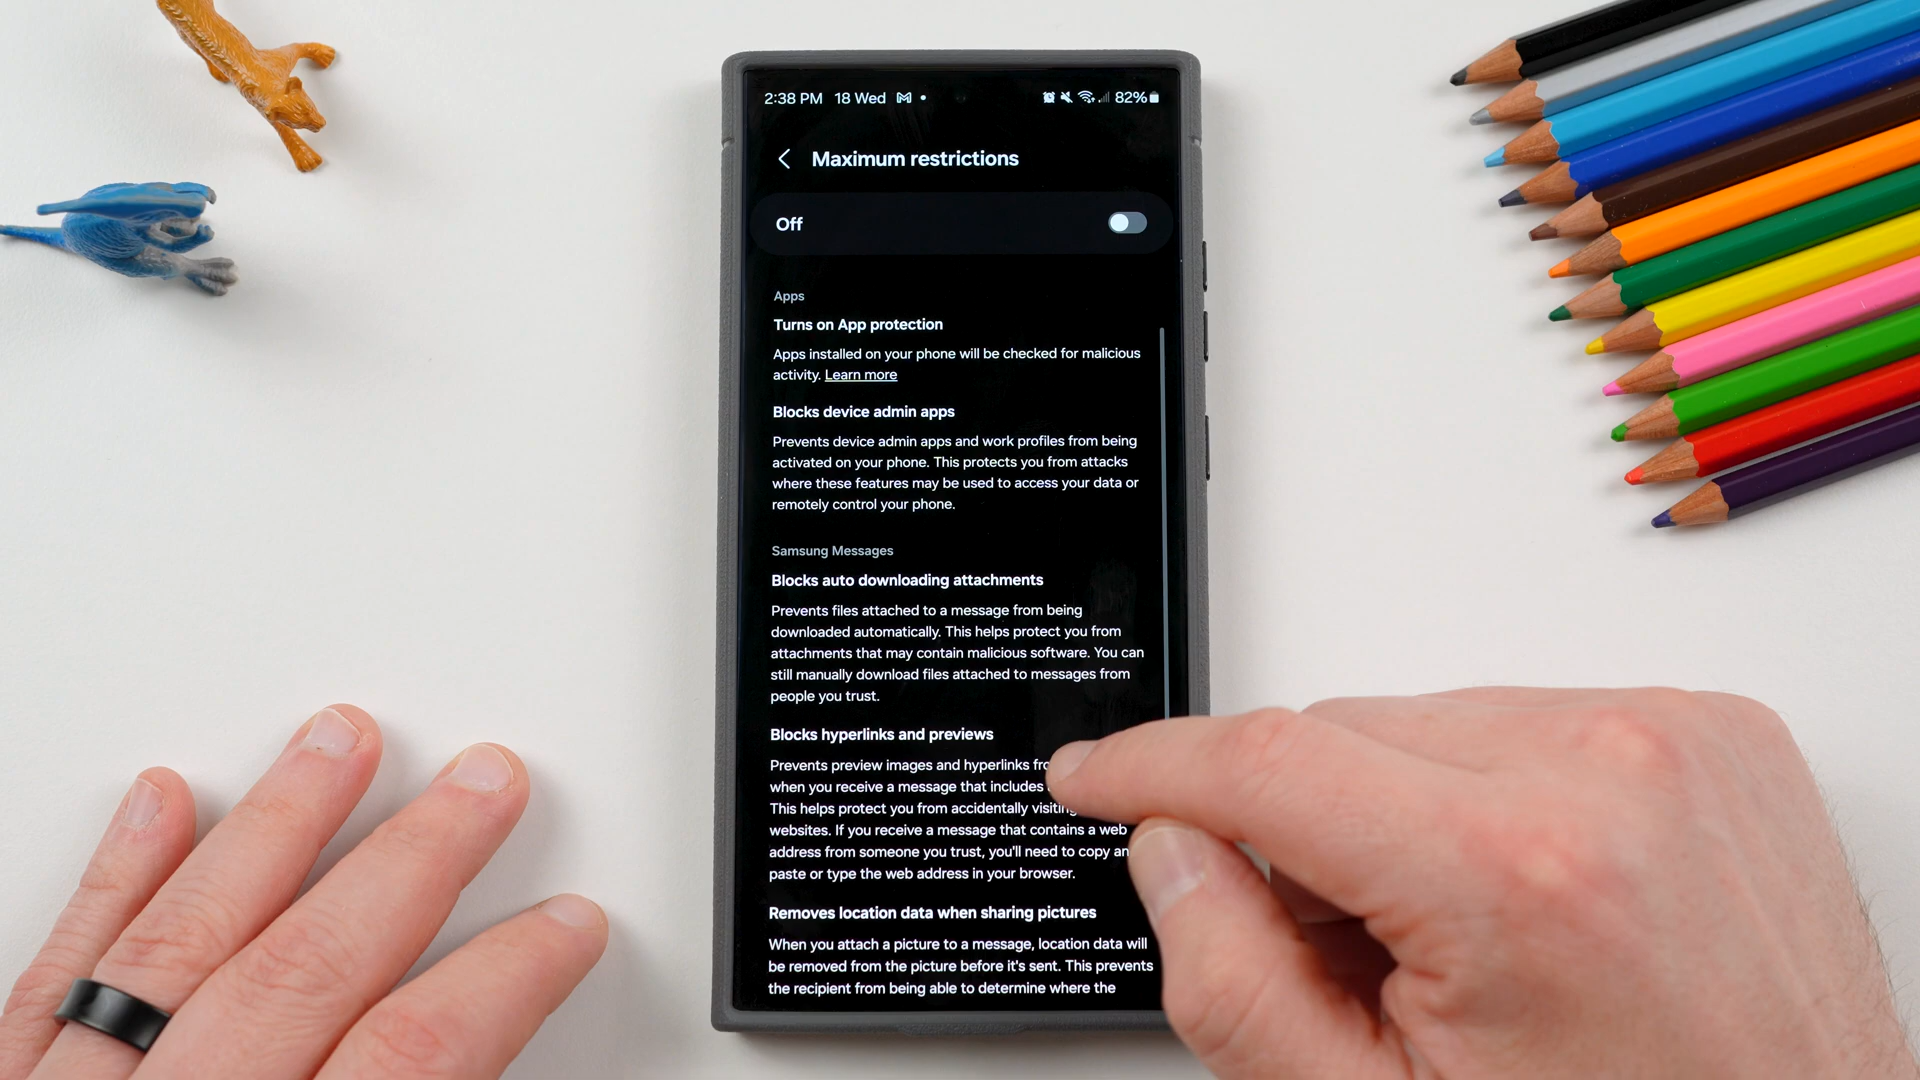 2:38 PM 18 Wed 82%
Maximum restrictions
Off
Apps
Turns on App protection
Apps installed on your phone will be checked for malicious
activity. Learn more
Blocks device admin apps
Prevents device admin apps and work profiles from being
activated on your phone. This protects you from attacks
where these features may be used to access your data or
remotely control your phone.
Samsung Messages
Blocks auto downloading attachments
Prevents files attached to a message from being
downloaded automatically. This helps protect you from
attachments that may contain malicious software. You can
still manually download files attached to messages from
people you trust.
Blocks hyperlinks and previews
Prevents preview images and hyperlinks
when you receive a message that includes
This helps protect you from accidentally visiting
websites. If you receive a message that contains a web
address from someone you trust, you'll need to copy an
paste or type the web address in your browser.
Removes location data when sharing pictures
When you attach a picture to a message, location data will
be removed from the picture before it's sent. This prevents
the recipient from being able to determine where the